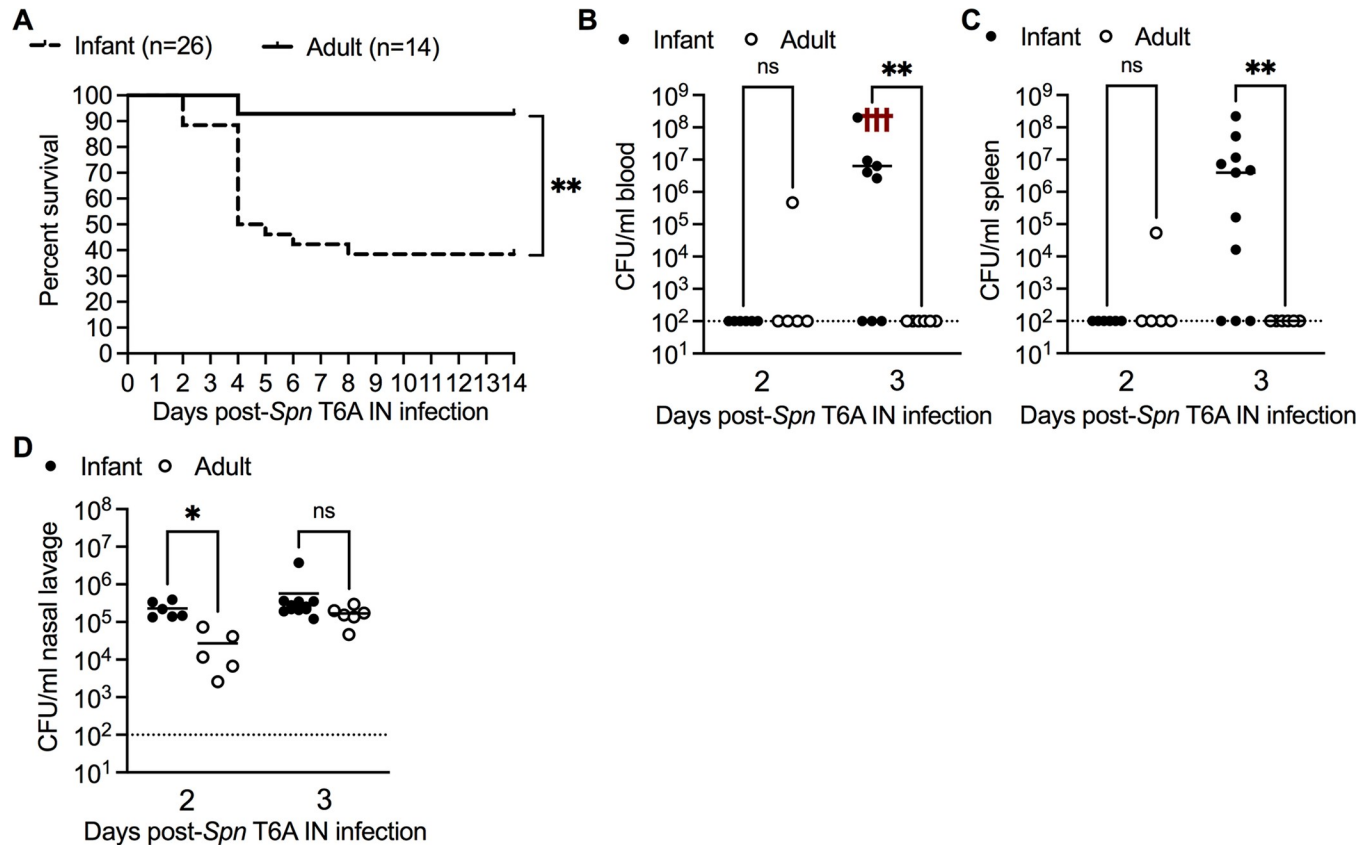 A
Infant (n=26) Adult (n=14)
100
90
80
70
60
50
40
30
20
10
0
Percent survival
**
0 1 2 3 4 5 6 7 8 9 10 11 12 13 14
Days post-Spn T6A IN infection
B
Infant Adult
ns **
10⁹
10⁸
10⁷
10⁶
10⁵
10⁴
10³
10²
10¹
CFU/ml blood
†††
2 3
Days post-Spn T6A IN infection
C
Infant Adult
ns **
10⁹
10⁸
10⁷
10⁶
10⁵
10⁴
10³
10²
10¹
CFU/ml spleen
2 3
Days post-Spn T6A IN infection
D
Infant Adult
* ns
10⁸
10⁷
10⁶
10⁵
10⁴
10³
10²
10¹
CFU/ml nasal lavage
2 3
Days post-Spn T6A IN infection